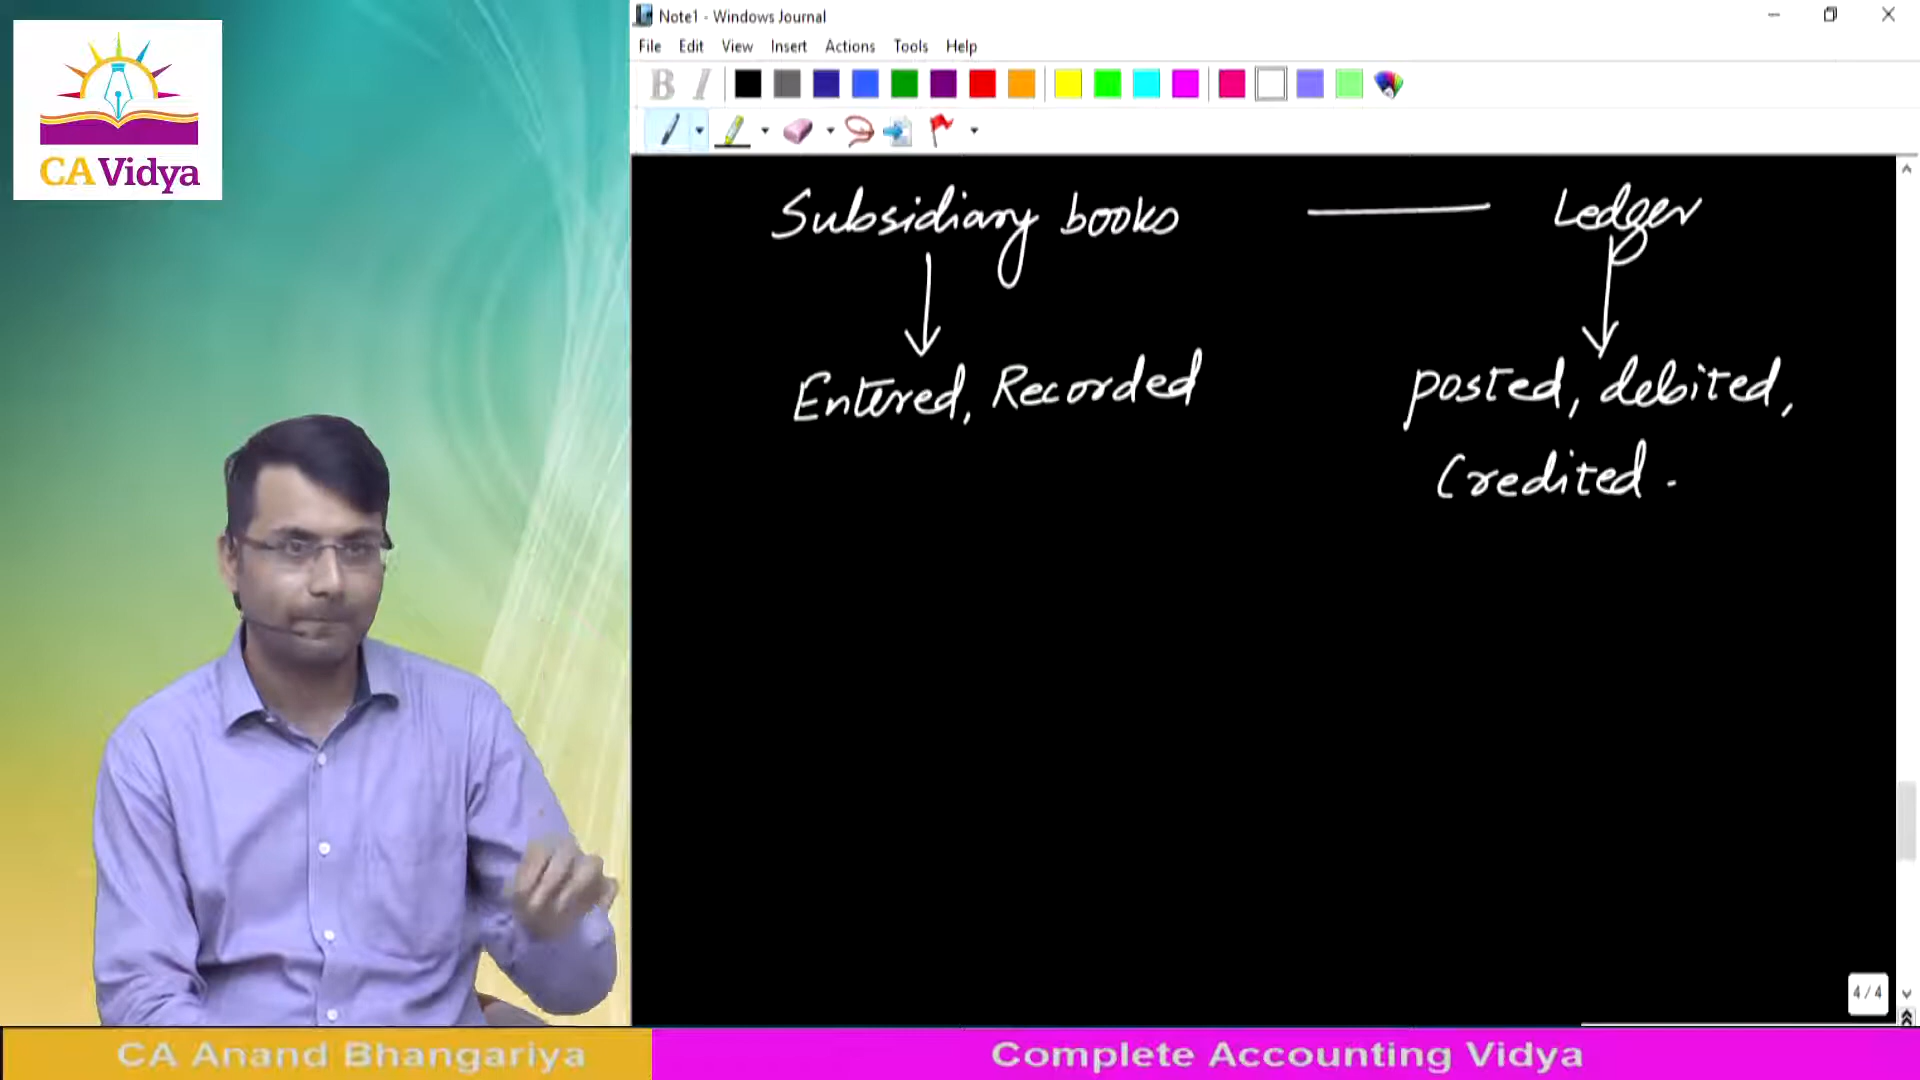 CA Vidya
Note1 - Windows Journal
File Edit View Insert Actions Tools Help
B I
Subsidiary books — Ledger
Entered, Recorded posted, debited,
Credited.
4 / 4
CA Anand Bhangariya
Complete Accounting Vidya